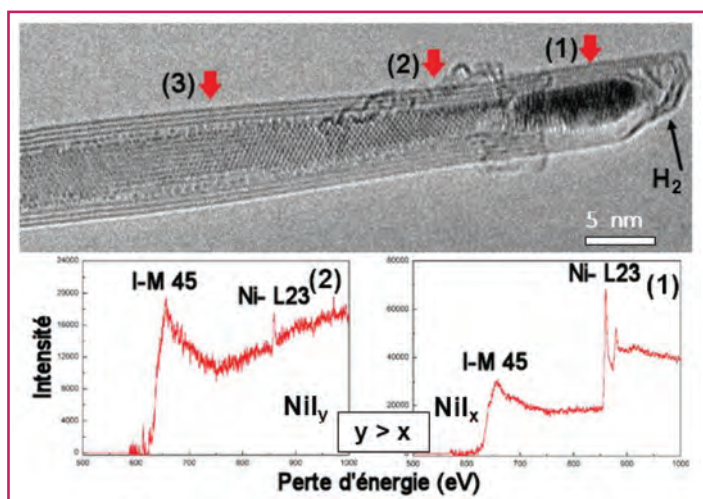 (3)
(2)
(1)
H2
5 nm
24000
20000
16000
12000
8000
4000
0
I-M 45
Ni- L23
(2)
NiIy
500 600 700 800 900 1000
Intensité
80000
60000
40000
20000
0
I-M 45
Ni- L23
(1)
NiIx
500 600 700 800 900 1000
y > x
Perte d'énergie (eV)